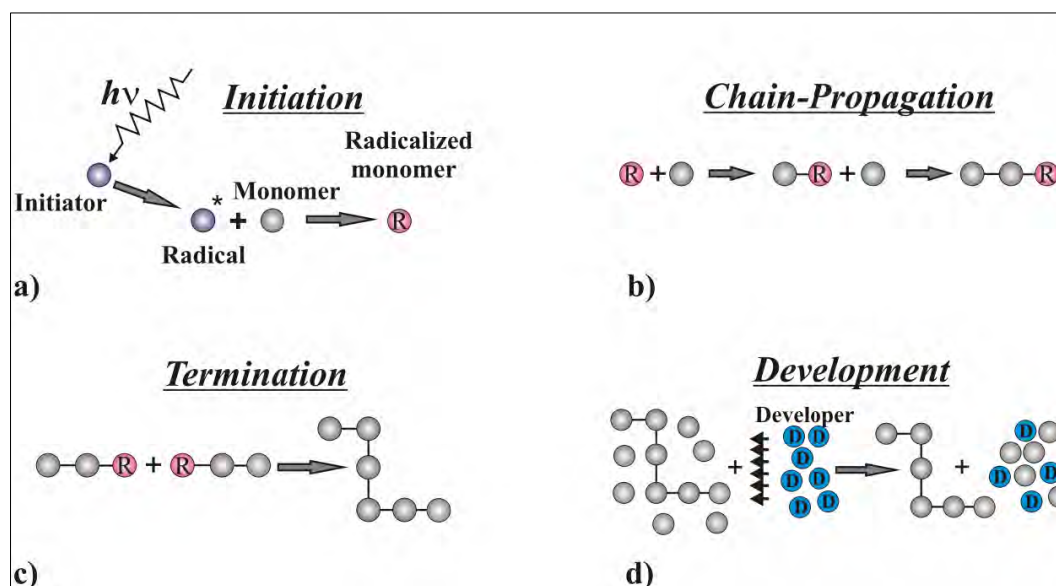 hν
Initiation
Radicalized
monomer
Initiator
*
Monomer
+
R
Radical
a)
Chain-Propagation
R + R + R
b)
Termination
R + R
c)
Development
Developer
D D
D
D D
D D
+ +
D
D D
D
d)